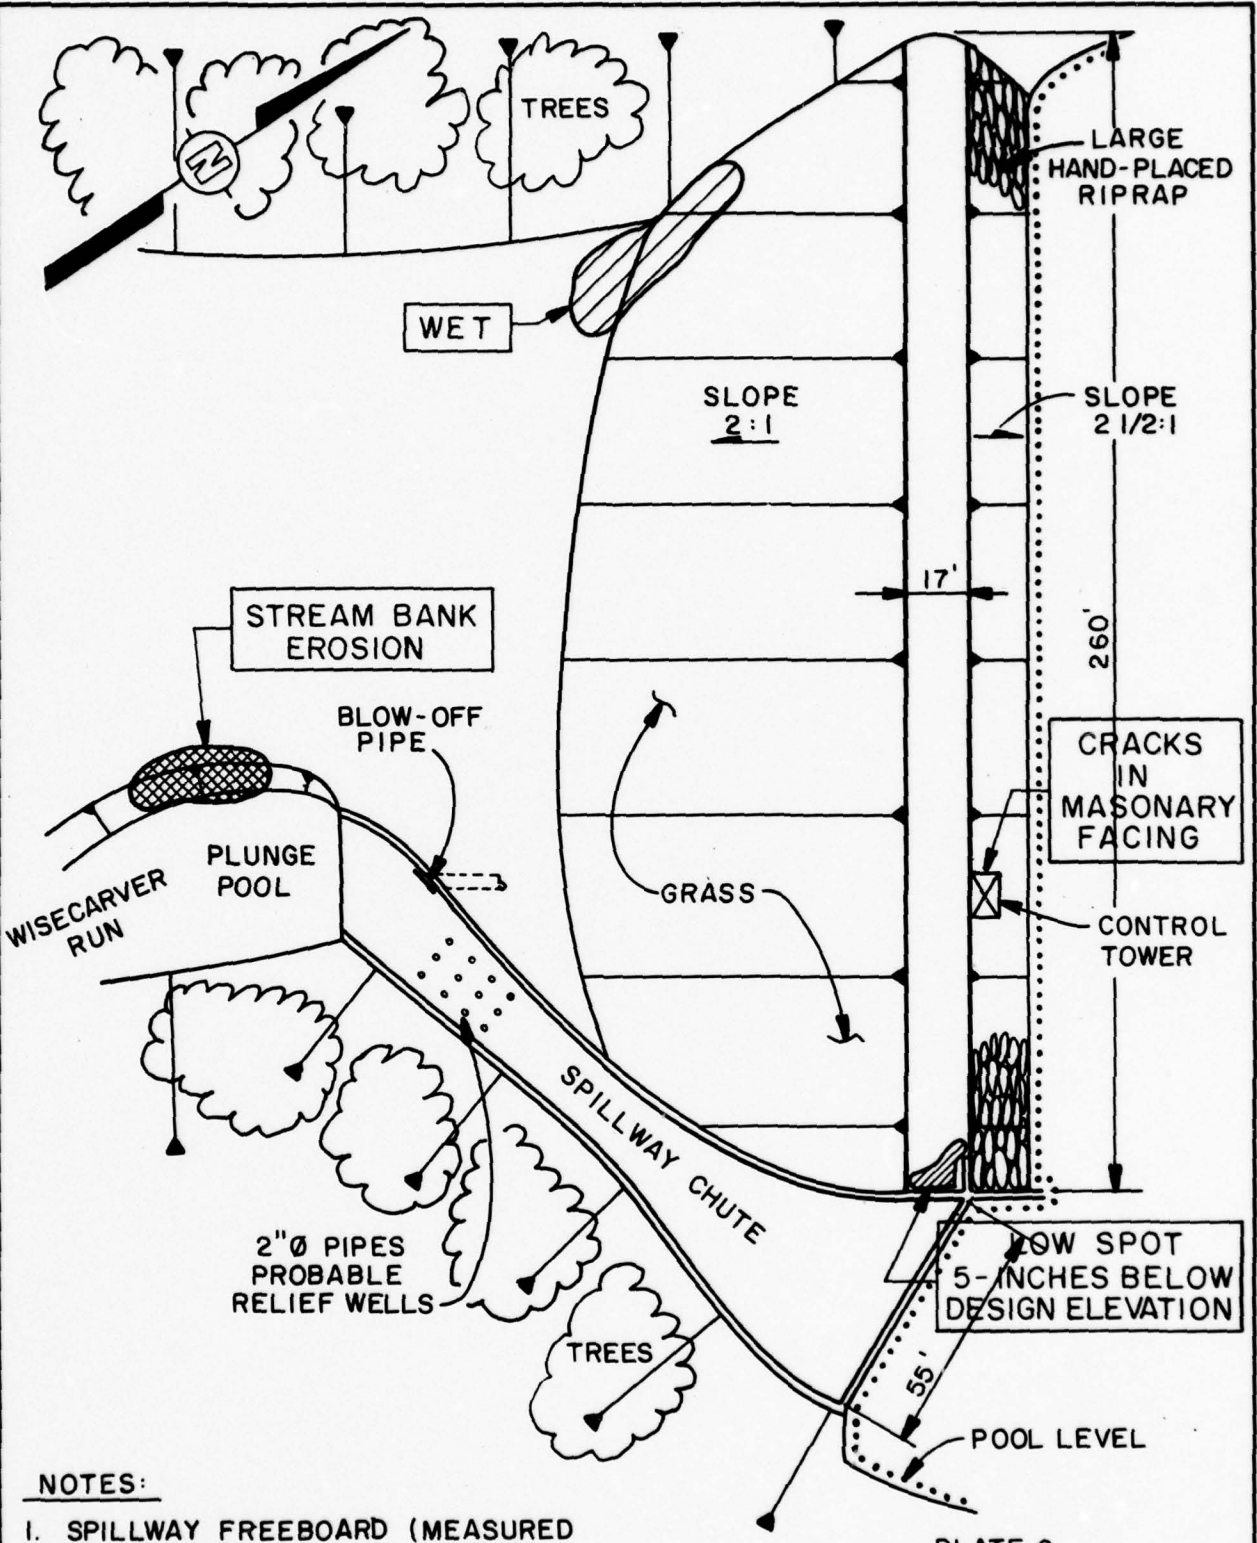 N
TREES
LARGE
HAND-PLACED
RIPRAP
WET
SLOPE
2:1
SLOPE
2 1/2:1
17'
260'
STREAM BANK
EROSION
BLOW-OFF
PIPE
CRACKS
IN
MASONARY
FACING
PLUNGE
POOL
WISECARVER
RUN
GRASS
CONTROL
TOWER
SPILLWAY CHUTE
2"Ø PIPES
PROBABLE
RELIEF WELLS
LOW SPOT
5-INCHES BELOW
DESIGN ELEVATION
TREES
55'
POOL LEVEL
NOTES:
1. SPILLWAY FREEBOARD (MEASURED